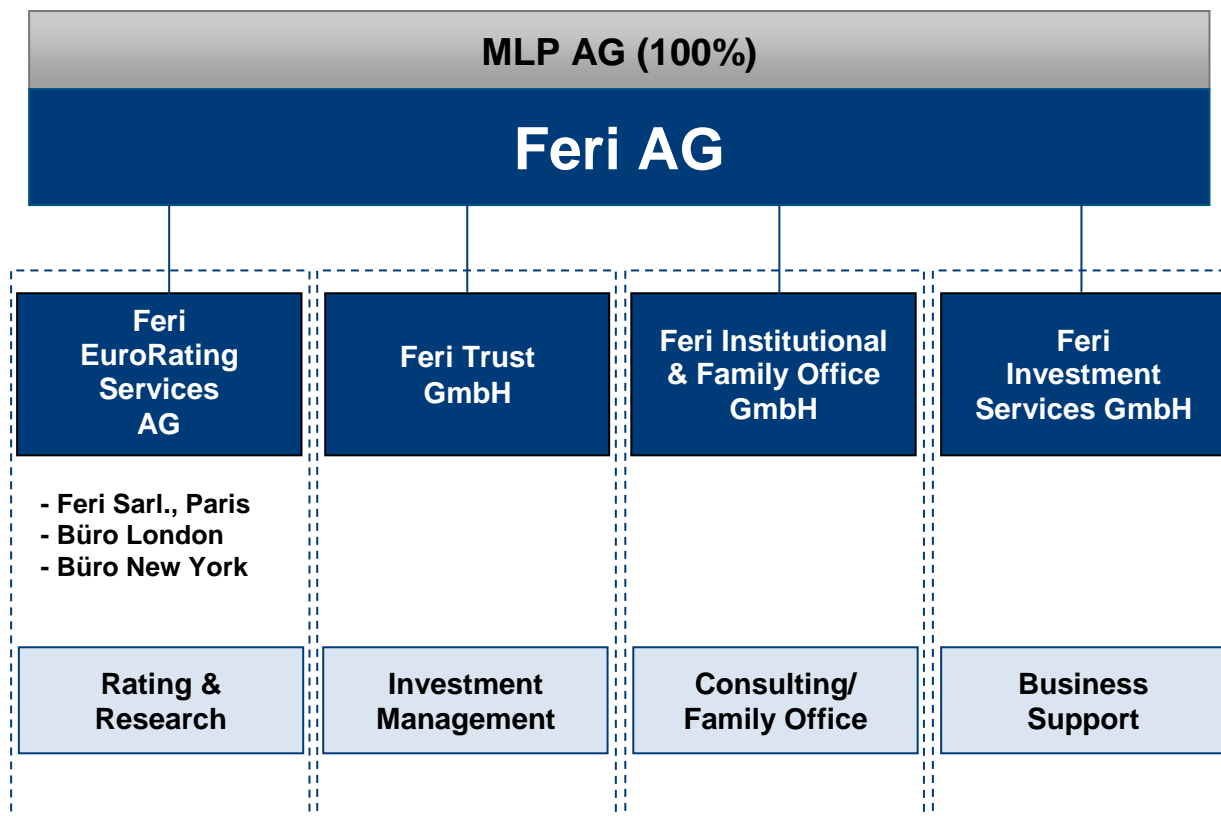 MLP AG (100%)
Feri AG
Feri
EuroRating
Services
AG
- Feri Sarl., Paris
- Büro London
- Büro New York
Rating &
Research
Feri Trust
GmbH
Investment
Management
Feri Institutional
& Family Office
GmbH
Consulting/
Family Office
Feri
Investment
Services GmbH
Business
Support